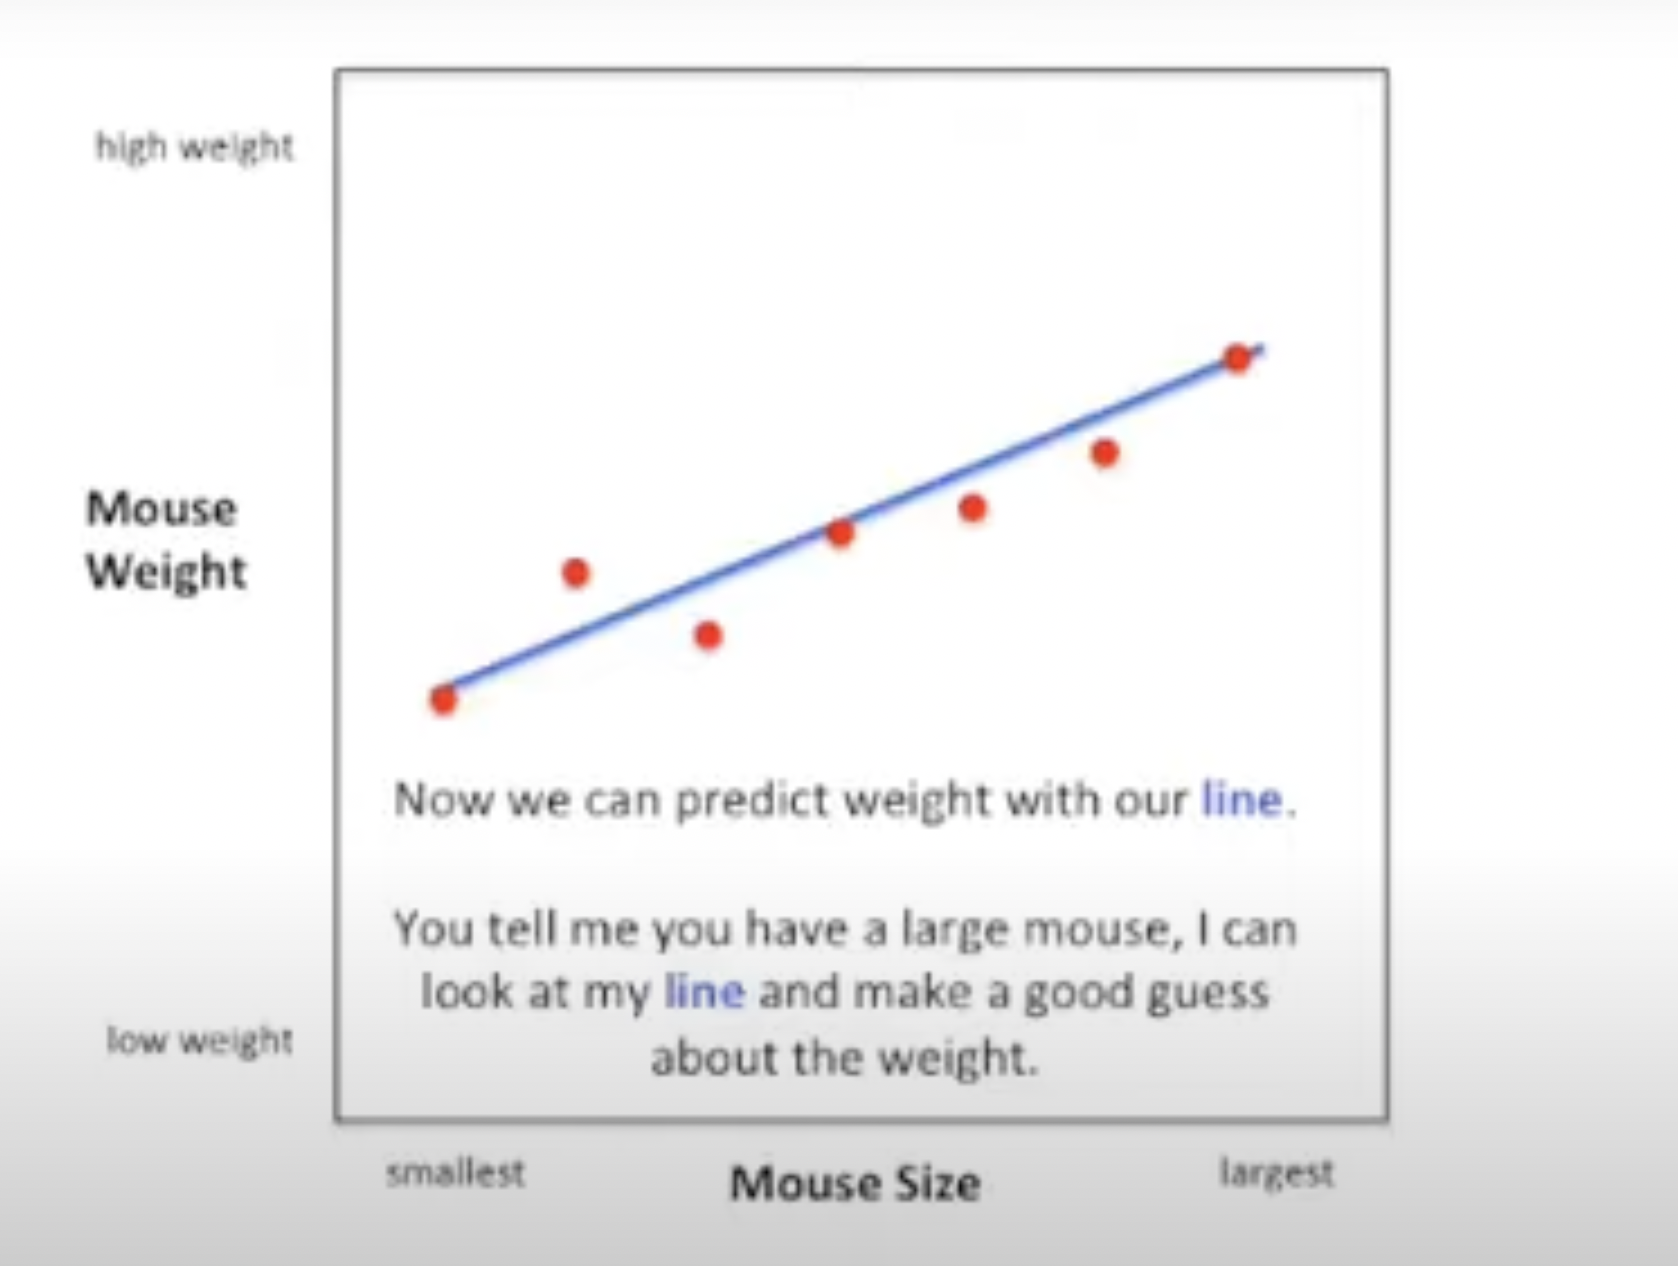 high weight
Mouse
Weight
Now we can predict weight with our line.
You tell me you have a large mouse, I can
look at my line and make a good guess
about the weight.
low weight
smallest
Mouse Size
largest